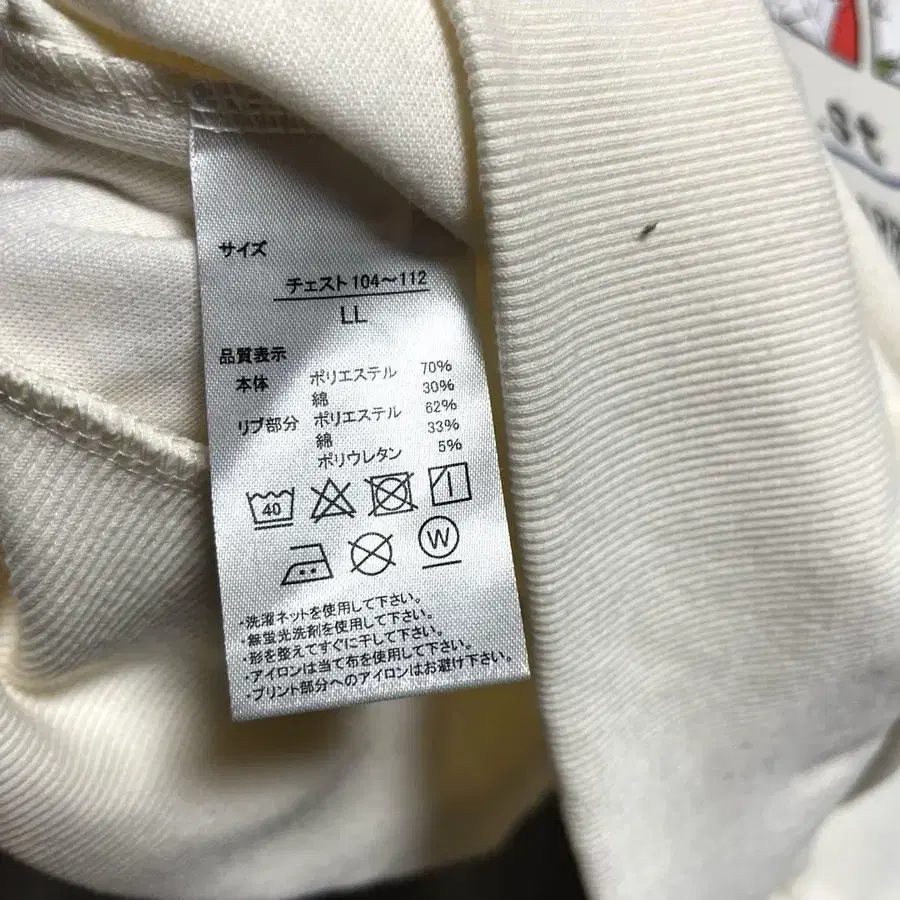 サイズ
チェスト 104～112
LL
品質表示
本体 ポリエステル 70%
綿 30%
リブ部分 ポリエステル 62%
綿 33%
ポリウレタン 5%
40
W
・洗濯ネットを使用して下さい。
・無蛍光洗剤を使用して下さい。
・形を整えてすぐに干して下さい。
・アイロンは当て布を使用して下さい。
・プリント部分へのアイロンはお避け下さい。
st